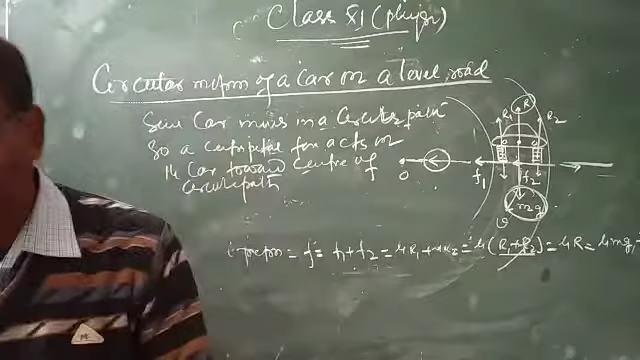 Class XI (physics)
Circular motion of a car on a level road
Since Car moves in a Circular path
So a centripetal force acts on
the Car toward centre of
Circular path
R
R1
R2
f
O
f1
f2
mg
= f = f1 + f2 = μR1 + μR2 = μ(R1+R2) = μR = μmg